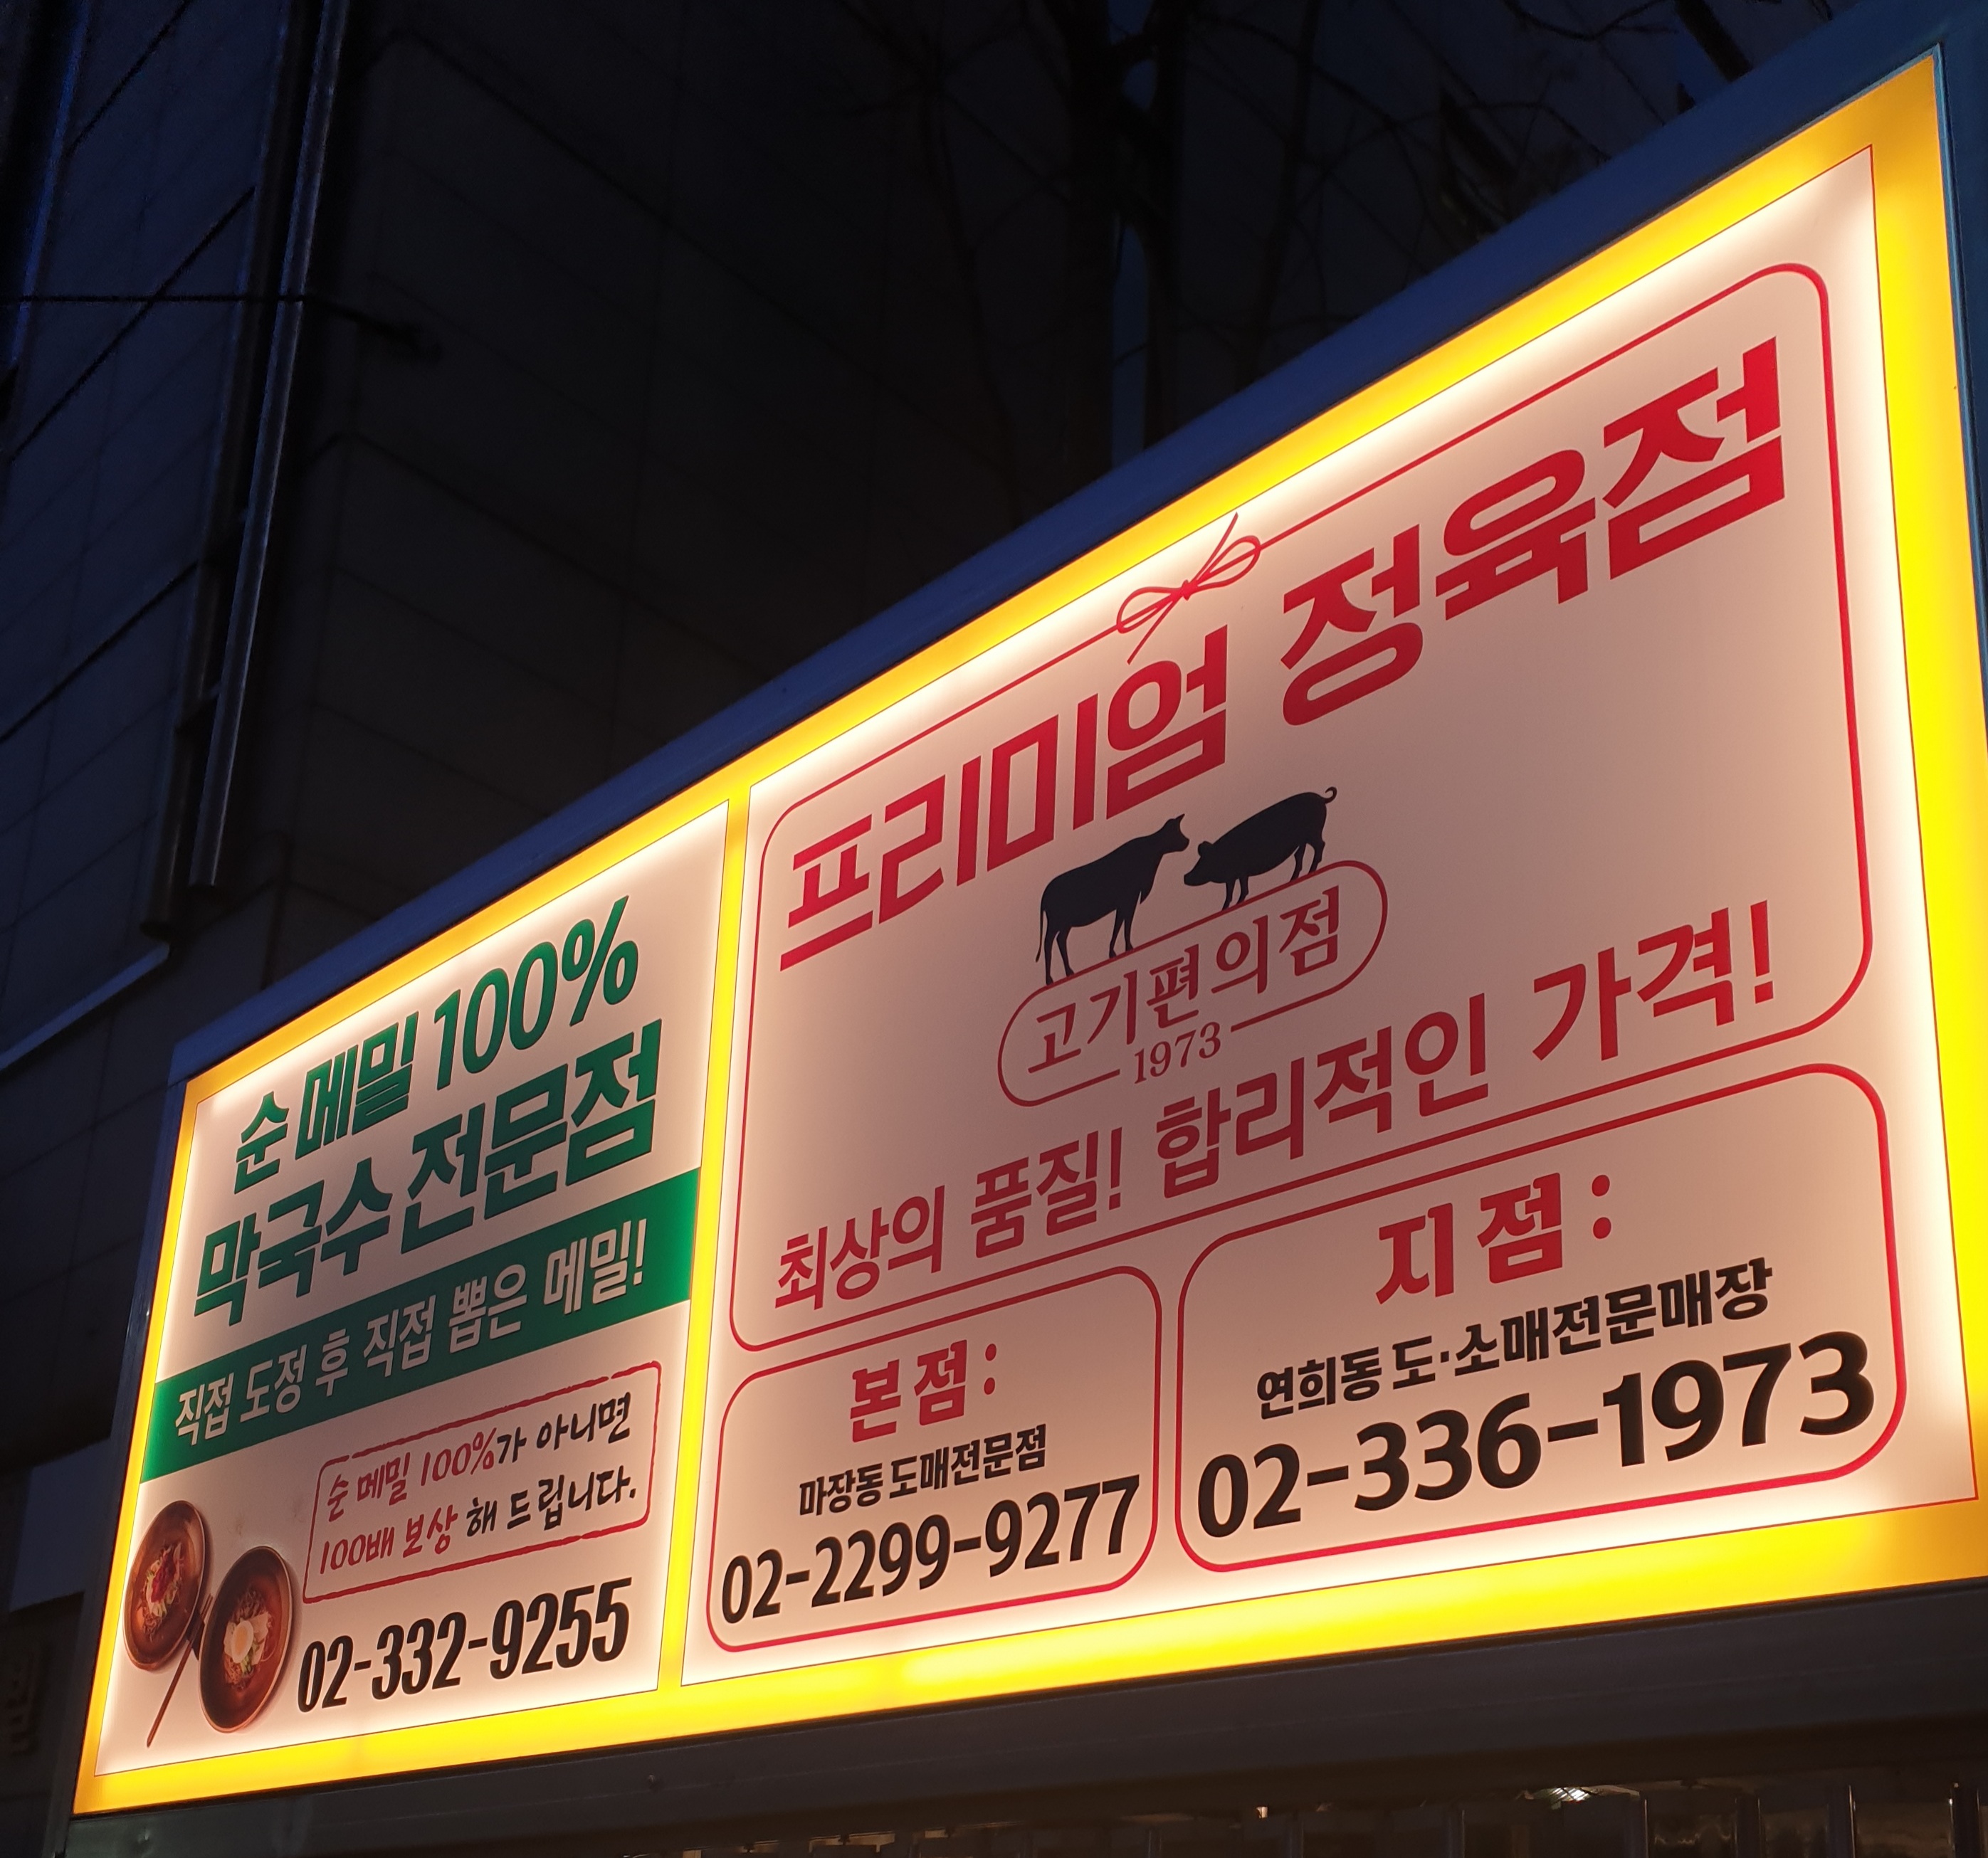 순 메밀 100%
막국수 전문점
직접 도정 후 직접 뽑은 메밀!
순 메밀 100%가 아니면
100배 보상 해 드립니다.
02-332-9255
프리미엄 정육점
고기편의점
1973
최상의 품질! 합리적인 가격!
본점:
마장동 도매전문점
02-2299-9277
지점:
연희동 도·소매전문매장
02-336-1973